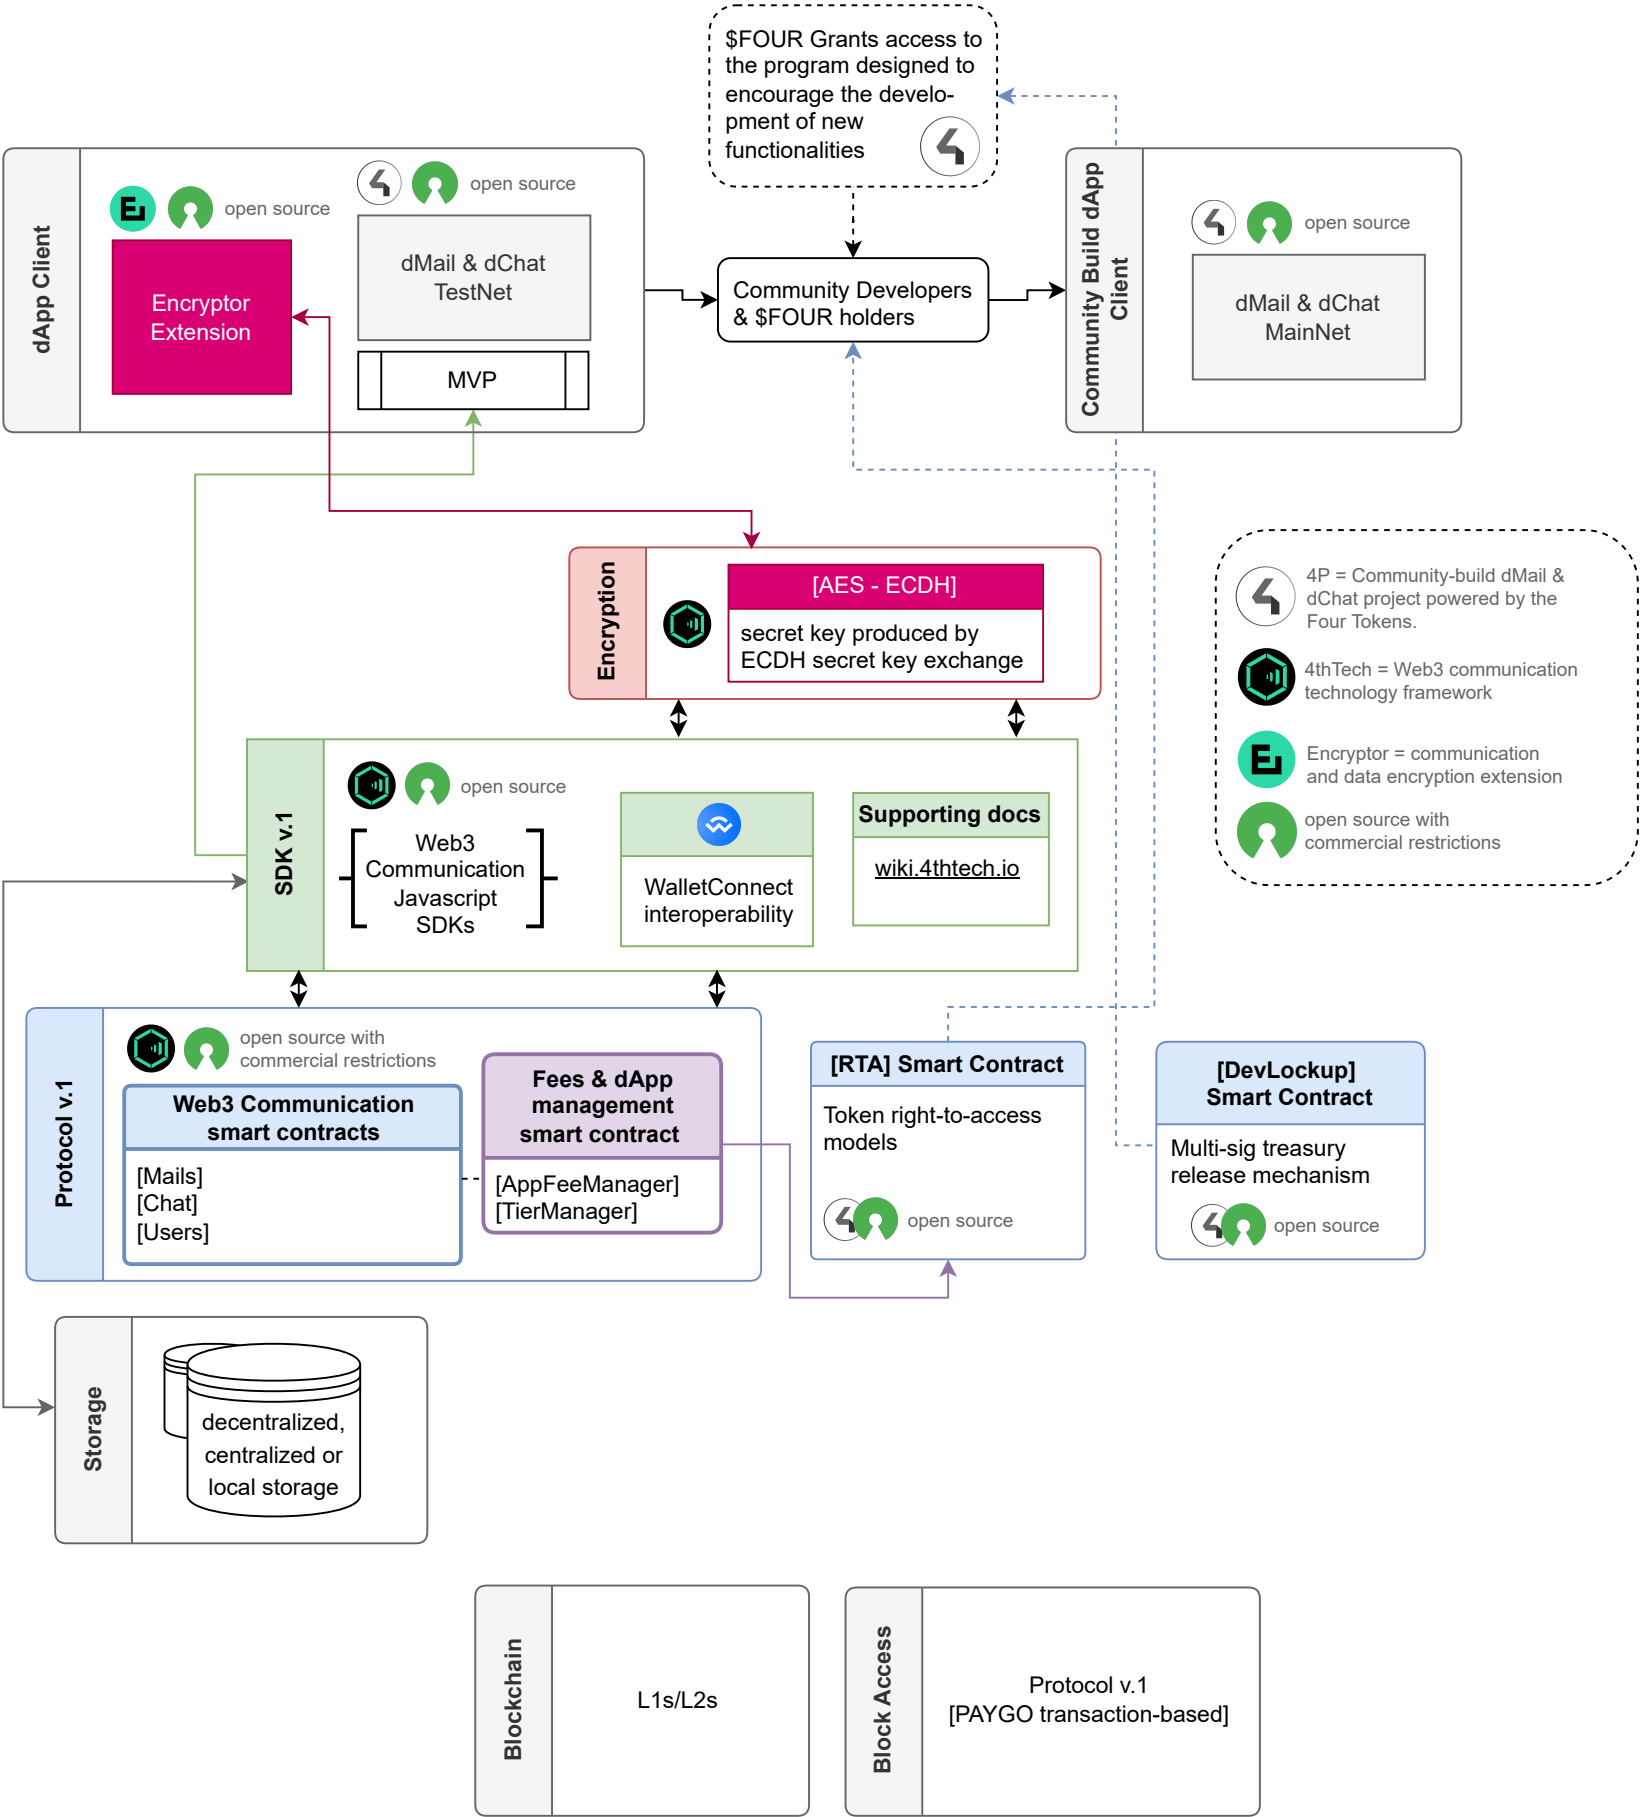 $FOUR Grants access to
the program designed to
encourage the develo-
pment of new
functionalities
dApp Client
open source
Encryptor
Extension
open source
dMail & dChat
TestNet
MVP
Community Developers
& $FOUR holders
Community Build dApp
Client
open source
dMail & dChat
MainNet
Encryption
[AES - ECDH]
secret key produced by
ECDH secret key exchange
4P = Community-build dMail &
dChat project powered by the
Four Tokens.
4thTech = Web3 communication
technology framework
Encryptor = communication
and data encryption extension
open source with
commercial restrictions
SDK v.1
open source
Web3
Communication
Javascript
SDKs
WalletConnect
interoperability
Supporting docs
wiki.4thtech.io
Protocol v.1
open source with
commercial restrictions
Web3 Communication
smart contracts
[Mails]
[Chat]
[Users]
Fees & dApp
management
smart contract
[AppFeeManager]
[TierManager]
[RTA] Smart Contract
Token right-to-access
models
open source
[DevLockup]
Smart Contract
Multi-sig treasury
release mechanism
open source
Storage
decentralized,
centralized or
local storage
Blockchain
L1s/L2s
Block Access
Protocol v.1
[PAYGO transaction-based]